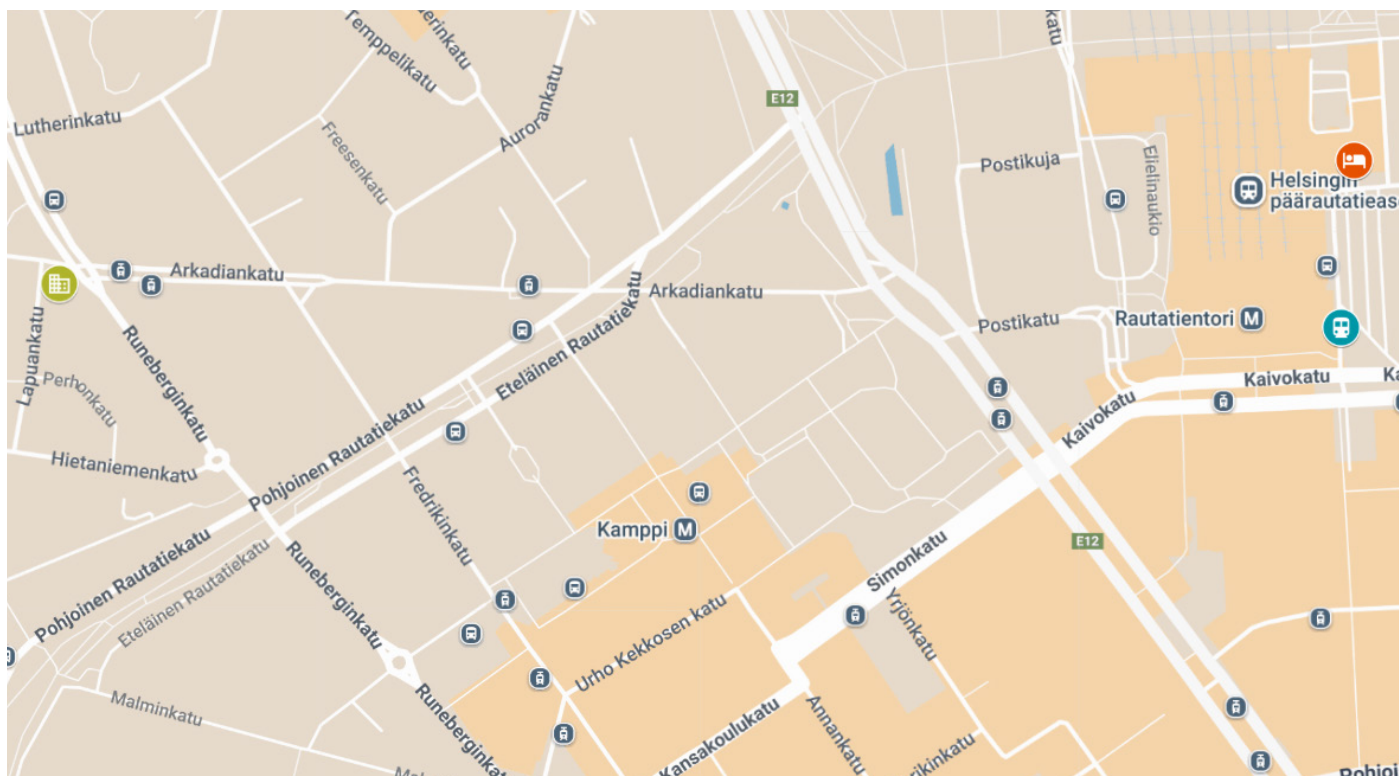 Temppelikatu
Aurorankatu
Lutherinkatu
Freesenkatu
E12
Postikuja
Elielinaukio
Helsingin
päärautatieas
Arkadiankatu
Arkadiankatu
Lapuankatu
Perhonkatu
Runeberginkatu
Eteläinen Rautatiekatu
Postikatu
Rautatientori M
Kaivokatu
Kaivokatu
Hietaniemenkatu
Pohjoinen Rautatiekatu
Fredrikinkatu
Kamppi M
Simonkatu
E12
Pohjoinen Rautatiekatu
Eteläinen Rautatiekatu
Runeberginkatu
Urho Kekkosen katu
Yrjönkatu
Malminkatu
Runeberginkatu
Kansakoulukatu
Annankatu
rikinkatu
Pohjoi